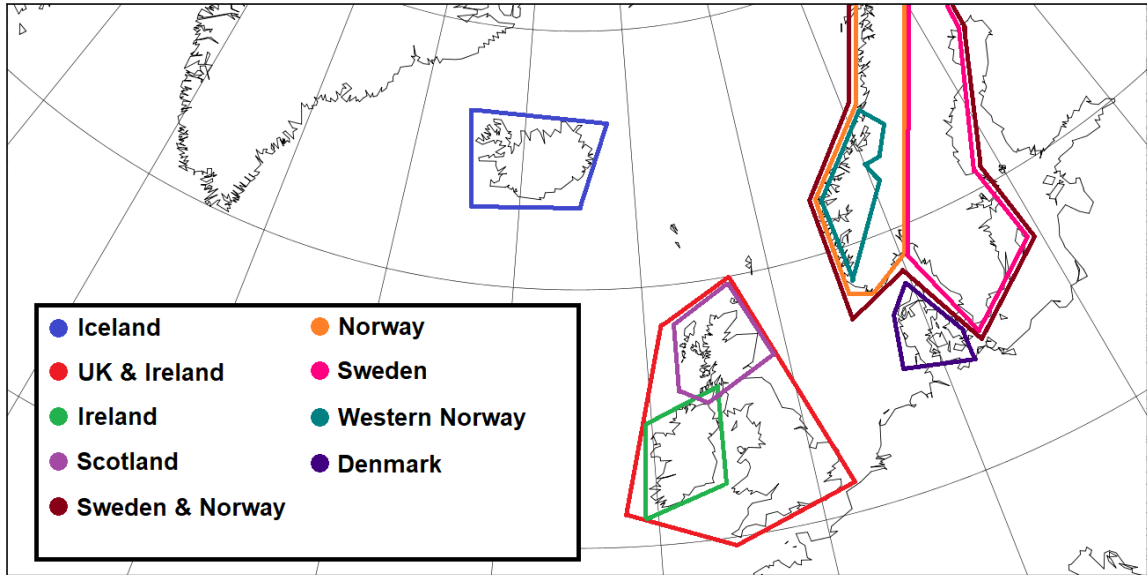 Iceland
UK & Ireland
Ireland
Scotland
Sweden & Norway
Norway
Sweden
Western Norway
Denmark